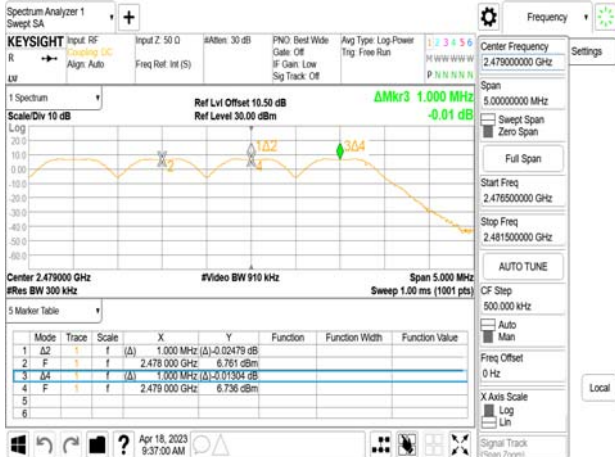 Spectrum Analyzer 1
Swept SA
Frequency
KEYSIGHT
R
Input: RF
Coupling: DC
Align: Auto
Input Z: 50 Ω
Freq Ref: Int (S)
#Atten: 30 dB
PNO: Best Wide
Gate: Off
IF Gain: Low
Sig Track: Off
Avg Type: Log-Power
Trig: Free Run
1 2 3 4 5 6
M W W W W W
P N N N N N
1 Spectrum
Scale/Div 10 dB
Ref Lvl Offset 10.50 dB
Ref Level 30.00 dBm
ΔMkr3 1.000 MHz
-0.01 dB
Log
20.0
10.0
0.00
-10.0
-20.0
-30.0
-40.0
-50.0
-60.0
2
1Δ2
4
3Δ4
Center 2.479000 GHz
#Res BW 300 kHz
#Video BW 910 kHz
Span 5.000 MHz
Sweep 1.00 ms (1001 pts)
5 Marker Table
Mode Trace Scale X Y Function Function Width Function Value
1 Δ2 1 f (Δ) 1.000 MHz (Δ) -0.02479 dB
2 F 1 f 2.478 000 GHz 6.761 dBm
3 Δ4 1 f (Δ) 1.000 MHz (Δ) -0.01304 dB
4 F 1 f 2.479 000 GHz 6.736 dBm
5
6
?
Apr 18, 2023
9:37:00 AM
Center Frequency
2.479000000 GHz
Span
5.00000000 MHz
Swept Span
Zero Span
Full Span
Start Freq
2.476500000 GHz
Stop Freq
2.481500000 GHz
AUTO TUNE
CF Step
500.000 kHz
Auto
Man
Freq Offset
0 Hz
X Axis Scale
Log
Lin
Signal Track
(Span Zoom)
Settings
Local